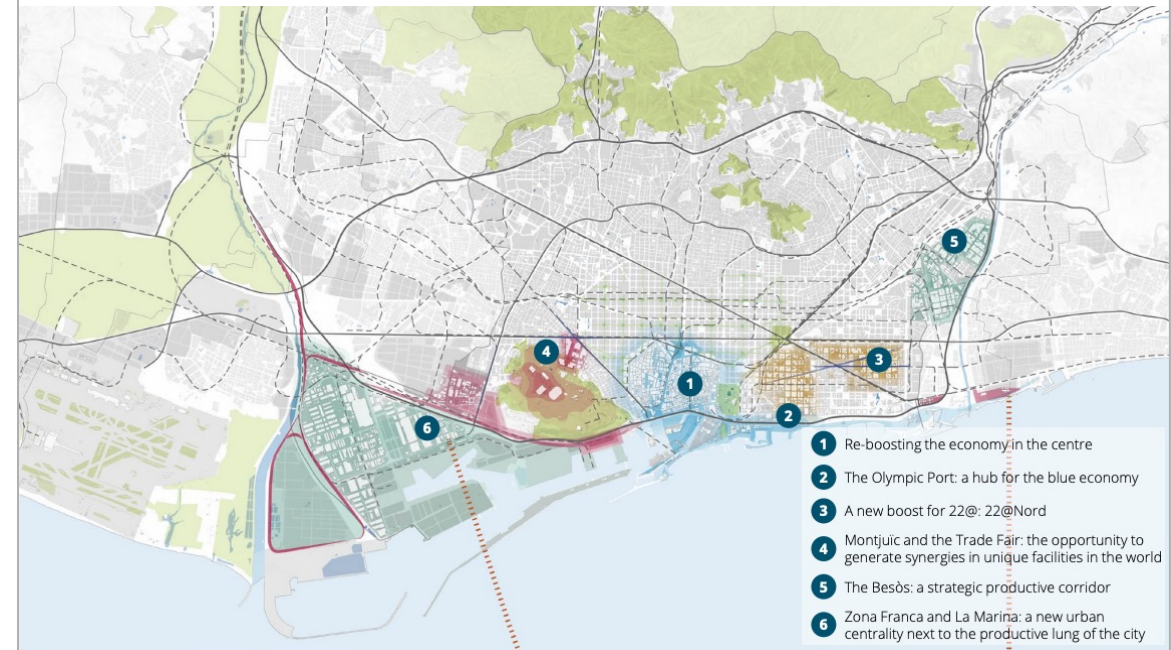 4
1
3
5
2
6
1 Re-boosting the economy in the centre
2 The Olympic Port: a hub for the blue economy
3 A new boost for 22@: 22@Nord
4 Montjuïc and the Trade Fair: the opportunity to
generate synergies in unique facilities in the world
5 The Besòs: a strategic productive corridor
6 Zona Franca and La Marina: a new urban
centrality next to the productive lung of the city